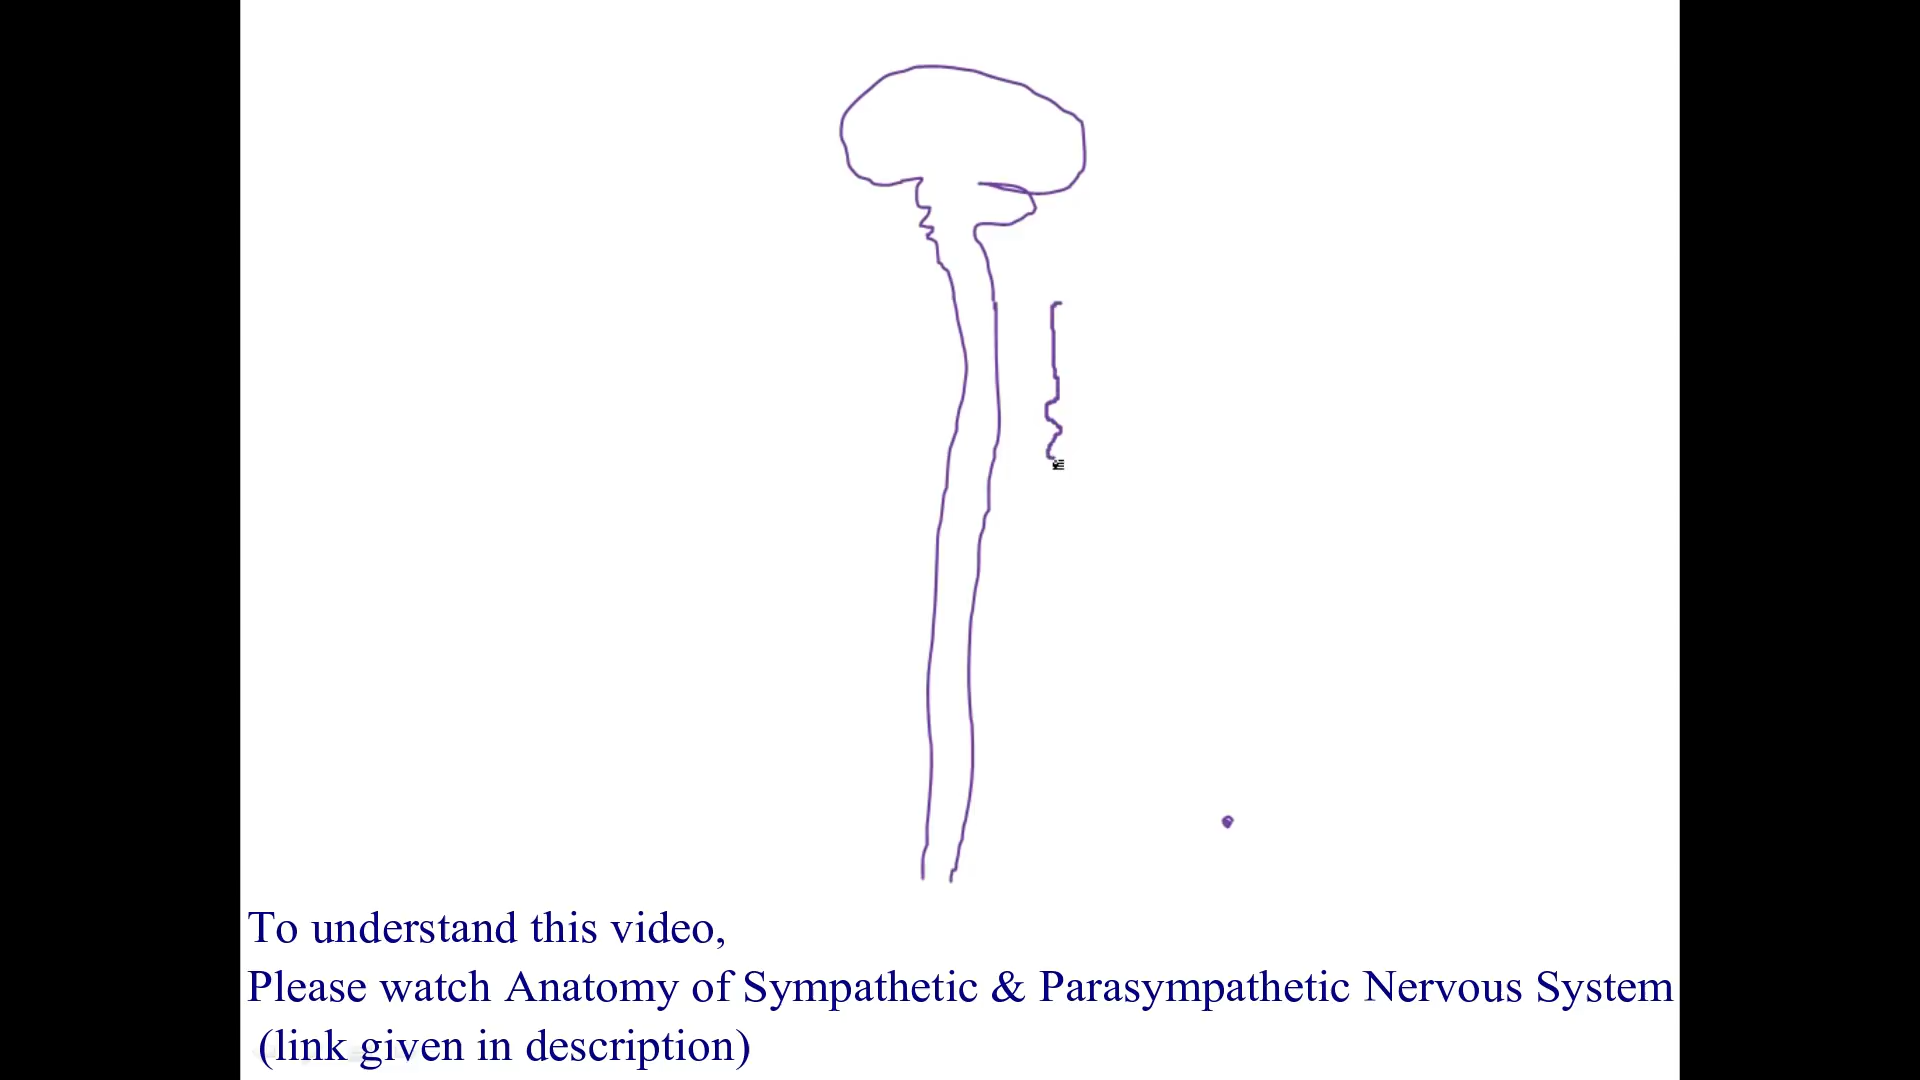 To understand this video,
Please watch Anatomy of Sympathetic & Parasympathetic Nervous System
(link given in description)